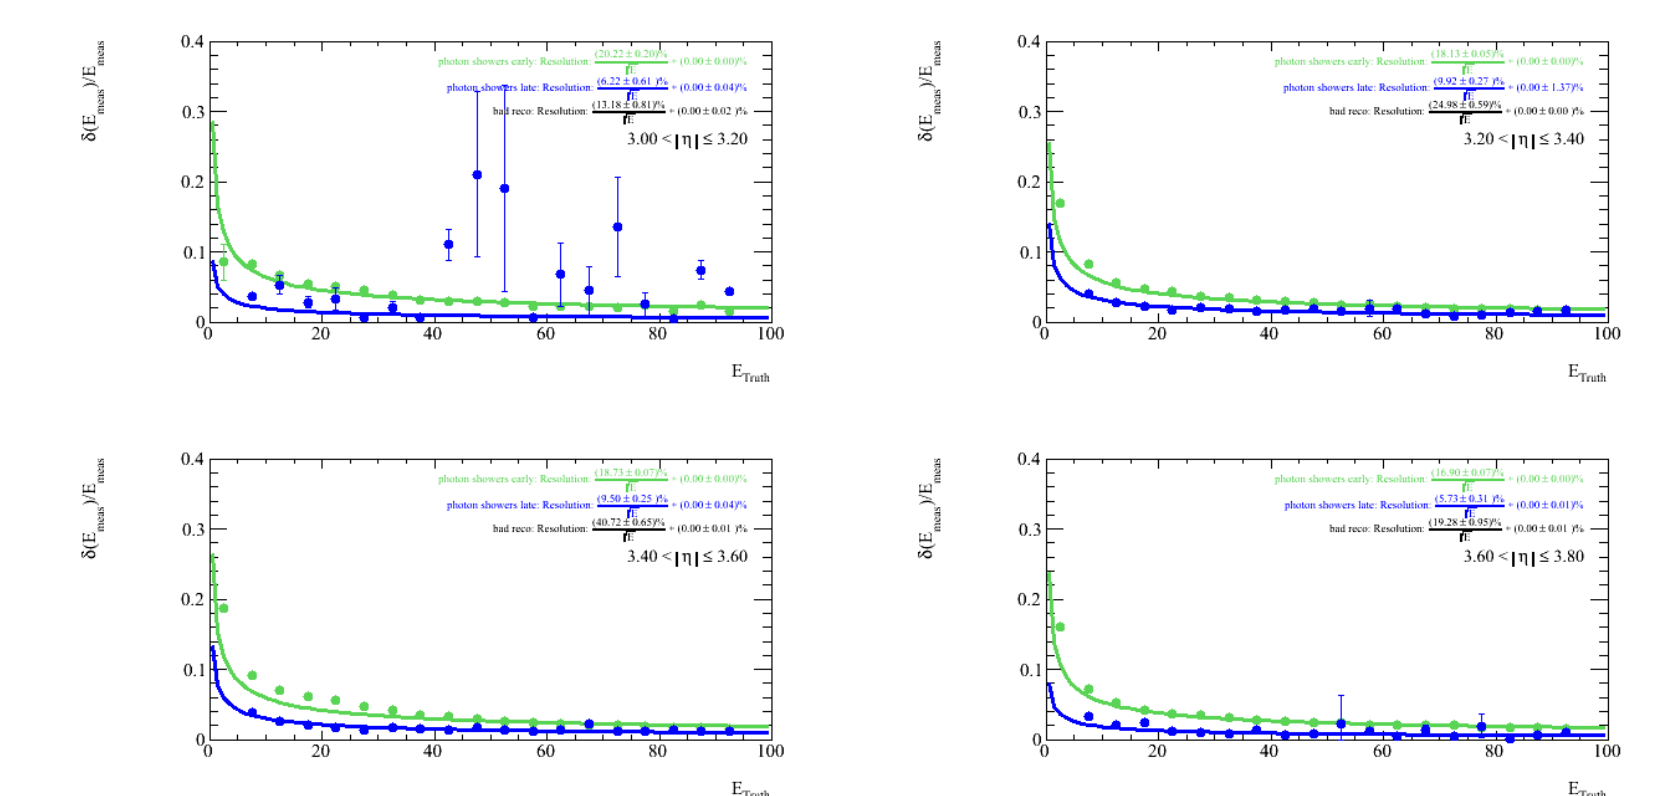 δ(E_meas)/E_meas
0.4
0.3
0.2
0.1
0
photon showers early: Resolution: (20.22 ± 0.20)% / √E + (0.00 ± 0.00)%
photon showers late: Resolution: (6.22 ± 0.61 )% / √E + (0.00 ± 0.04)%
bad reco: Resolution: (13.18 ± 0.81)% / √E + (0.00 ± 0.02 )%
3.00 < |η| ≤ 3.20
0 20 40 60 80 100
E_Truth
δ(E_meas)/E_meas
0.4
0.3
0.2
0.1
0
photon showers early: Resolution: (18.13 ± 0.05)% / √E + (0.00 ± 0.00)%
photon showers late: Resolution: (9.92 ± 0.27 )% / √E + (0.00 ± 1.37)%
bad reco: Resolution: (24.98 ± 0.59)% / √E + (0.00 ± 0.00 )%
3.20 < |η| ≤ 3.40
0 20 40 60 80 100
E_Truth
δ(E_meas)/E_meas
0.4
0.3
0.2
0.1
0
photon showers early: Resolution: (18.73 ± 0.07)% / √E + (0.00 ± 0.00)%
photon showers late: Resolution: (9.50 ± 0.25 )% / √E + (0.00 ± 0.04)%
bad reco: Resolution: (40.72 ± 0.65)% / √E + (0.00 ± 0.01 )%
3.40 < |η| ≤ 3.60
0 20 40 60 80 100
E_Truth
δ(E_meas)/E_meas
0.4
0.3
0.2
0.1
0
photon showers early: Resolution: (16.90 ± 0.07)% / √E + (0.00 ± 0.00)%
photon showers late: Resolution: (5.73 ± 0.31 )% / √E + (0.00 ± 0.01)%
bad reco: Resolution: (19.28 ± 0.95)% / √E + (0.00 ± 0.01 )%
3.60 < |η| ≤ 3.80
0 20 40 60 80 100
E_Truth